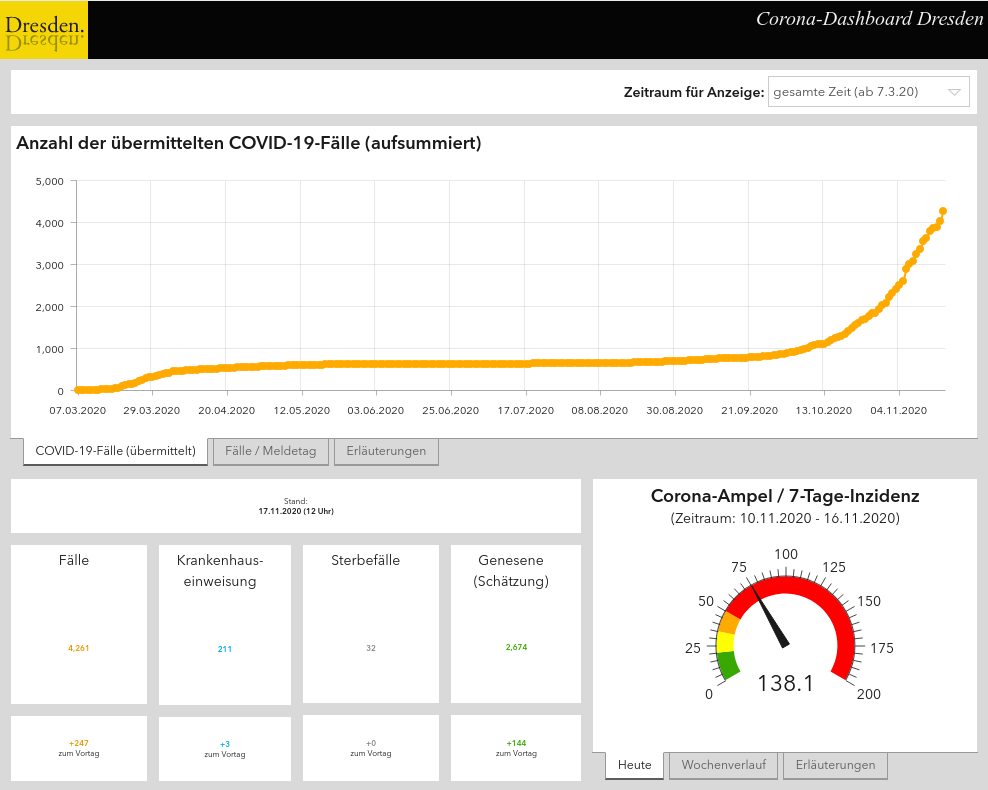 Dresden.
Dresden.
Corona-Dashboard Dresden
Zeitraum für Anzeige: gesamte Zeit (ab 7.3.20)
Anzahl der übermittelten COVID-19-Fälle (aufsummiert)
5,000
4,000
3,000
2,000
1,000
0
07.03.2020 29.03.2020 20.04.2020 12.05.2020 03.06.2020 25.06.2020 17.07.2020 08.08.2020 30.08.2020 21.09.2020 13.10.2020 04.11.2020
COVID-19-Fälle (übermittelt) Fälle / Meldetag Erläuterungen
Stand:
17.11.2020 (12 Uhr)
Fälle
4,261
+247
zum Vortag
Krankenhaus-
einweisung
211
+3
zum Vortag
Sterbefälle
32
+0
zum Vortag
Genesene
(Schätzung)
2,674
+144
zum Vortag
Corona-Ampel / 7-Tage-Inzidenz
(Zeitraum: 10.11.2020 - 16.11.2020)
0
25
50
75
100
125
150
175
200
138.1
Heute Wochenverlauf Erläuterungen